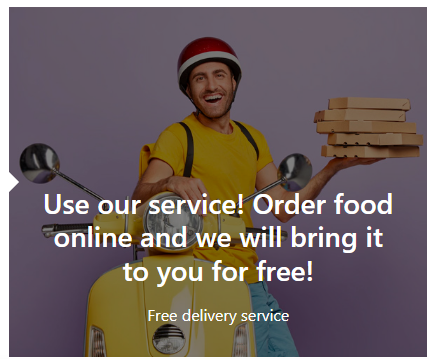 Use our service! Order food
online and we will bring it
to you for free!
Free delivery service